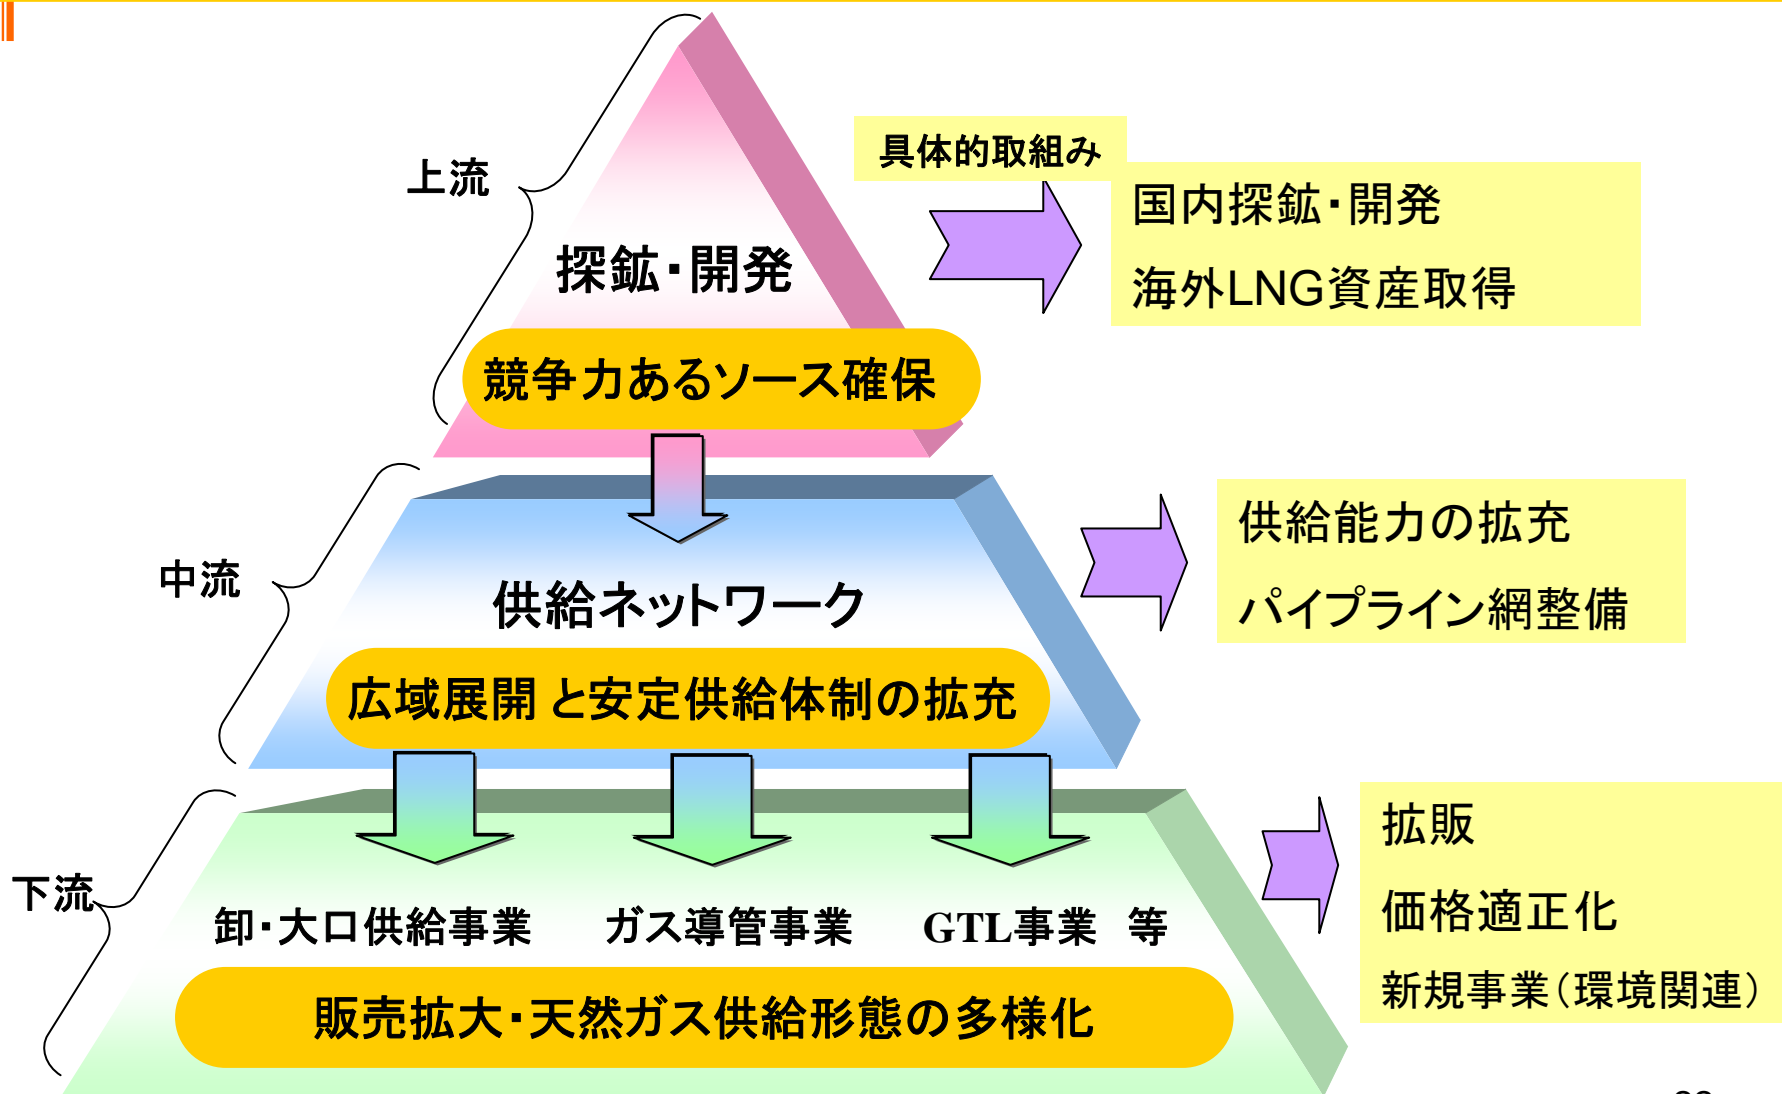 上流
具体的取組み
国内探鉱・開発
海外LNG資産取得
探鉱・開発
競争力あるソース確保
中流
供給ネットワーク
広域展開 と安定供給体制の拡充
供給能力の拡充
パイプライン網整備
下流
卸・大口供給事業 ガス導管事業 GTL事業 等
販売拡大・天然ガス供給形態の多様化
拡販
価格適正化
新規事業（環境関連）